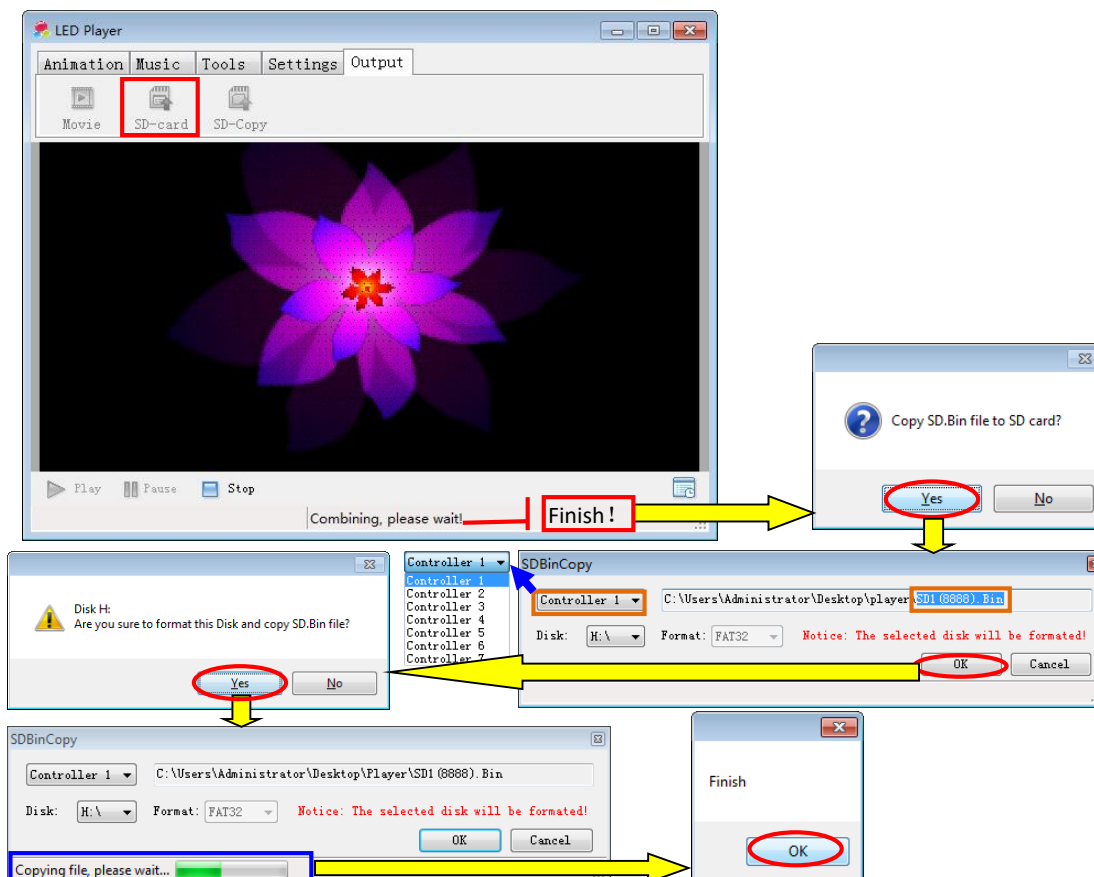 LED Player
Animation Music Tools Settings Output
Movie SD-card SD-Copy
Play Pause Stop
Combining, please wait!
Finish！
Copy SD.Bin file to SD card?
Yes No
Disk H:
Are you sure to format this Disk and copy SD.Bin file?
Yes No
Controller 1
Controller 1
Controller 2
Controller 3
Controller 4
Controller 5
Controller 6
Controller 7
SDBinCopy
Controller 1 C:\Users\Administrator\Desktop\player\SD1(8888).Bin
Disk: H:\ Format: FAT32 Notice: The selected disk will be formated!
OK Cancel
SDBinCopy
Controller 1 C:\Users\Administrator\Desktop\Player\SD1(8888).Bin
Disk: H:\ Format: FAT32 Notice: The selected disk will be formated!
OK Cancel
Copying file, please wait...
Finish
OK